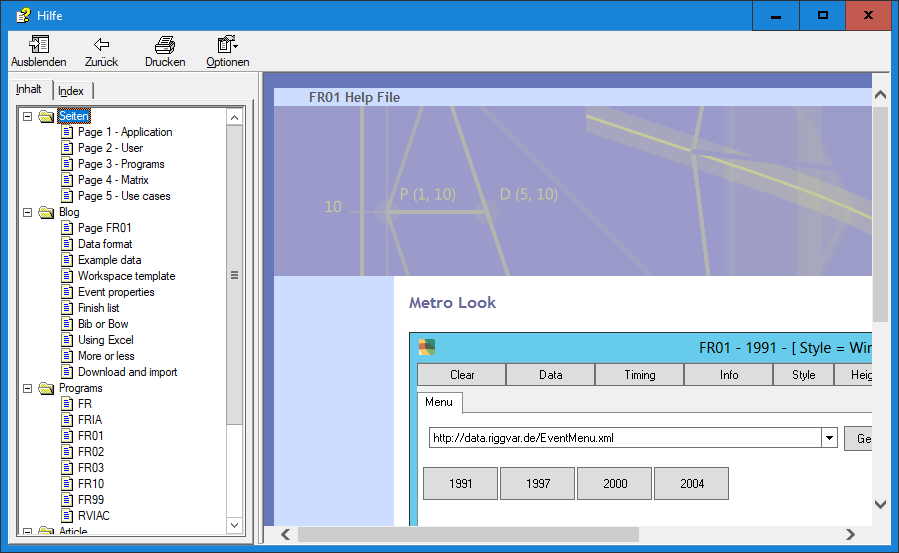 Hilfe
Ausblenden Zurück Drucken Optionen
Inhalt Index
Seiten
Page 1 - Application
Page 2 - User
Page 3 - Programs
Page 4 - Matrix
Page 5 - Use cases
Blog
Page FR01
Data format
Example data
Workspace template
Event properties
Finish list
Bib or Bow
Using Excel
More or less
Download and import
Programs
FR
FRIA
FR01
FR02
FR03
FR10
FR99
RVIAC
Article
FR01 Help File
P (1, 10) D (5, 10)
10
Metro Look
FR01 - 1991 - [ Style = Wir
Clear Data Timing Info Style Heig
Menu
http://data.riggvar.de/EventMenu.xml Ge
1991 1997 2000 2004